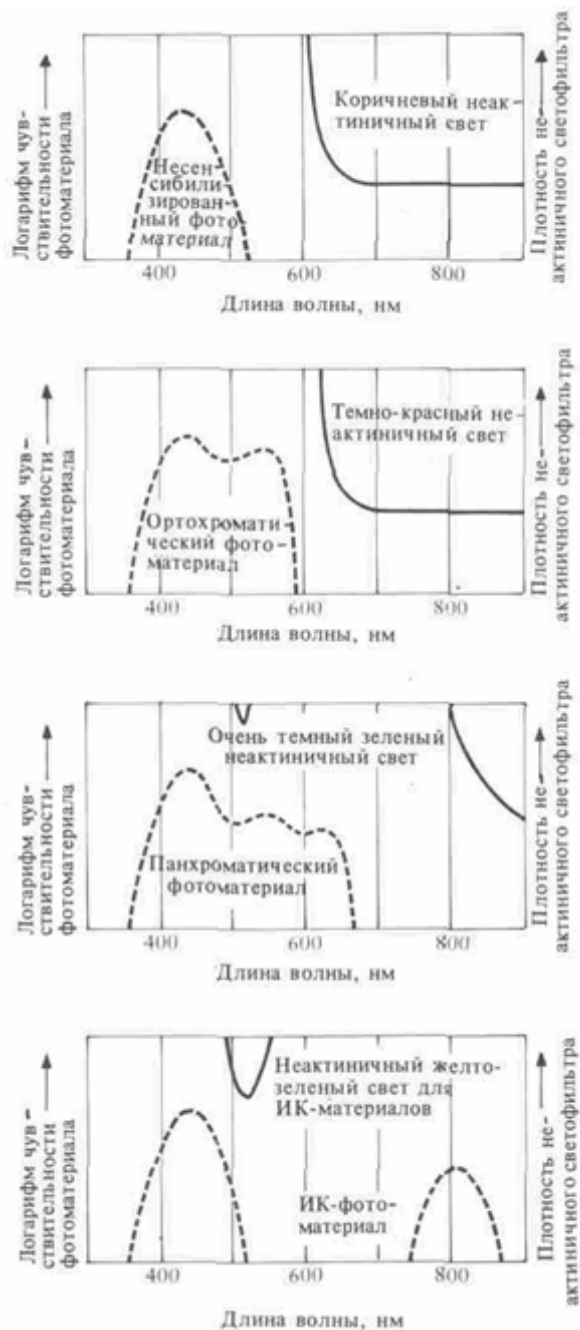 Логарифм чув-
ствительности
фотоматериала
Коричневый неак-
тиничный свет
Несен-
сибили-
зирован-
ный фото
материал
Плотность не-
актиничного светофильтра
400
600
800
Длина волны, нм
Логарифм чув-
ствительности
фотоматериала
Темно-красный не-
актиничный свет
Ортохромати-
ческий фото-
материал
Плотность не-
актиничного светофильтра
400
600
800
Длина волны, нм
Логарифм чув-
ствительности
фотоматериала
Очень темный зеленый
неактиничный свет
Панхроматический
фотоматериал
Плотность не-
актиничного светофильтра
400
600
800
Длина волны, нм
Логарифм чув-
ствительности
фотоматериала
Неактиничный желто-
зеленый свет для
ИК-материалов
ИК-фото-
материал
Плотность не-
актиничного светофильтра
400
600
800
Длина волны, нм